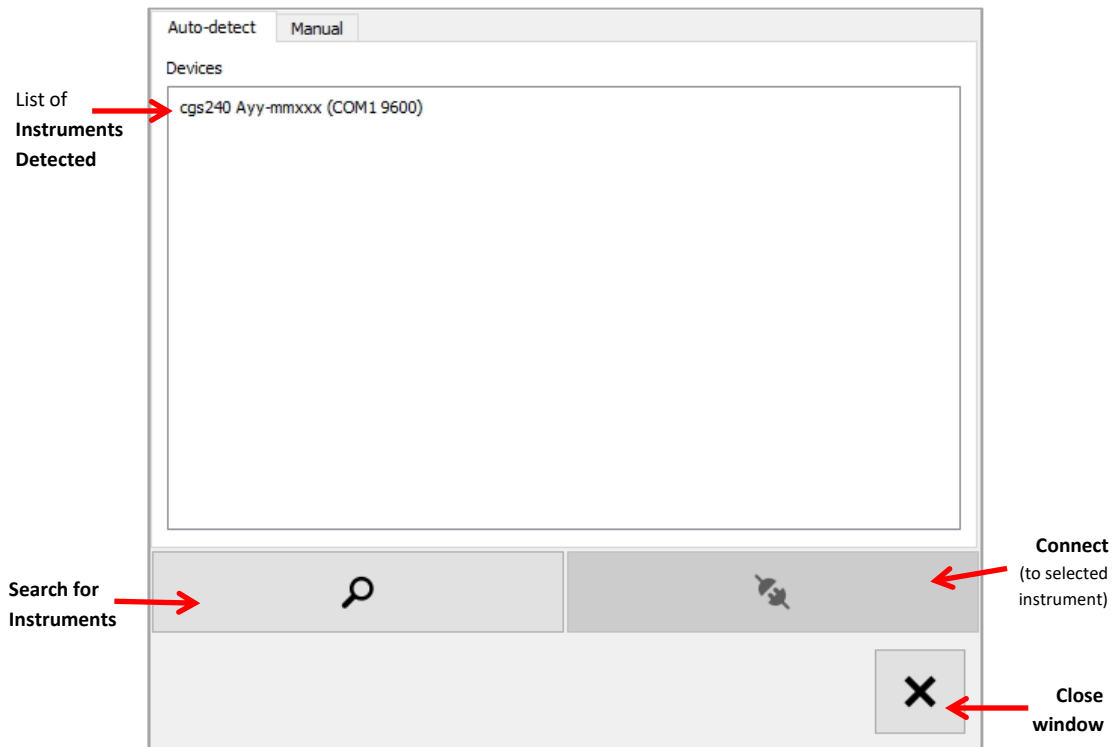 Auto-detect
Manual
Devices
cgs240 Ayy-mmxxx (COM1 9600)
List of
Instruments
Detected
Search for
Instruments
Connect
(to selected
instrument)
Close
window